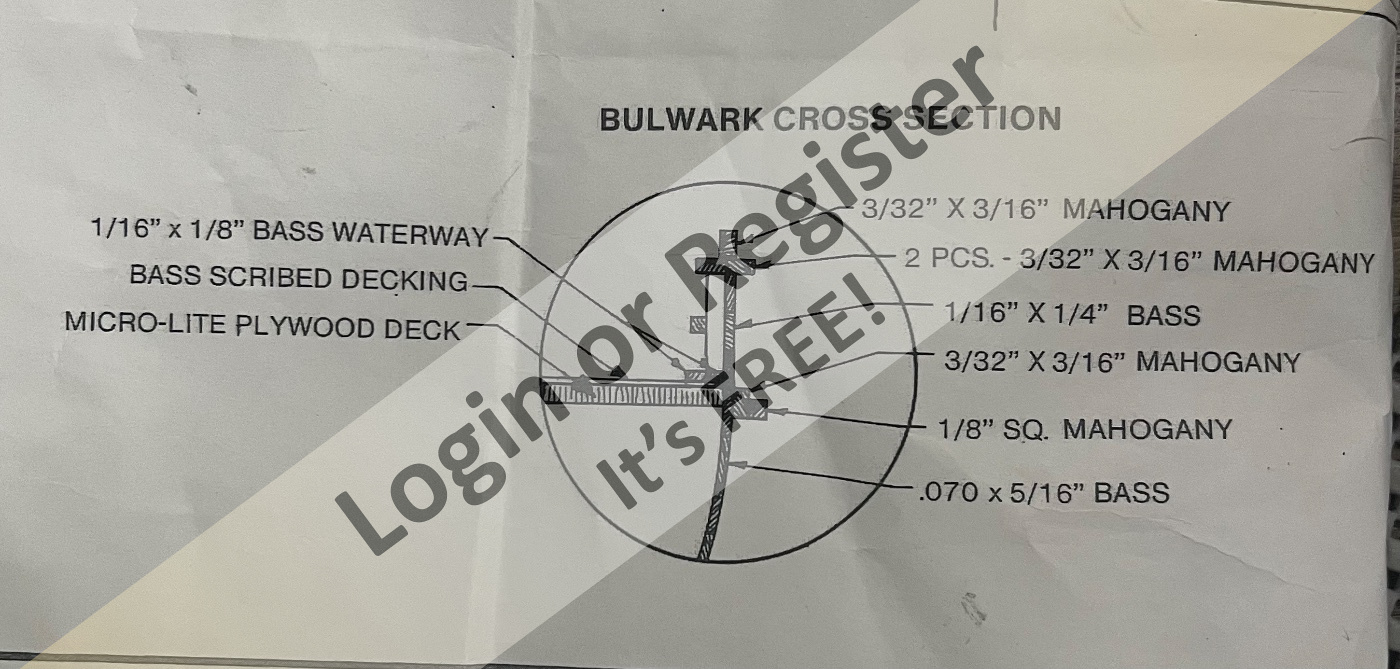 BULWARK CROSS SECTION
1/16" x 1/8" BASS WATERWAY
BASS SCRIBED DECKING
MICRO-LITE PLYWOOD DECK
3/32" X 3/16" MAHOGANY
2 PCS. - 3/32" X 3/16" MAHOGANY
1/16" X 1/4" BASS
3/32" X 3/16" MAHOGANY
1/8" SQ. MAHOGANY
.070 x 5/16" BASS
Login or Register
It's FREE!